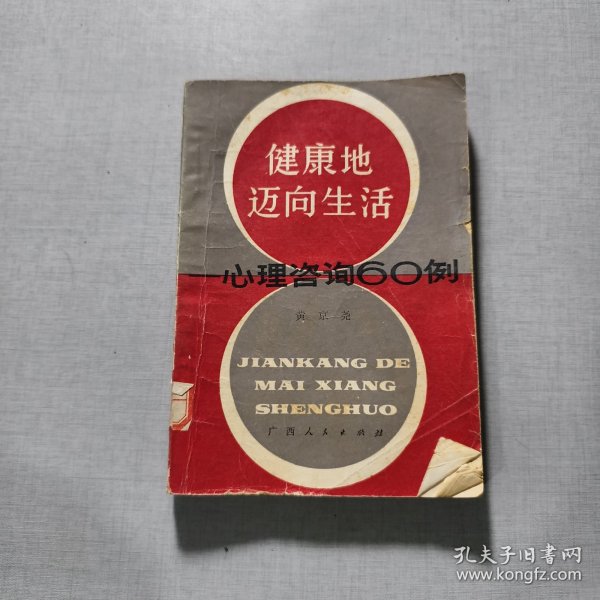 健康地
迈向生活
——心理咨询60例
黄京尧
JIANKANG DE
MAI XIANG
SHENGHUO
广西人民出版社
孔夫子旧书网
www.kongfz.com